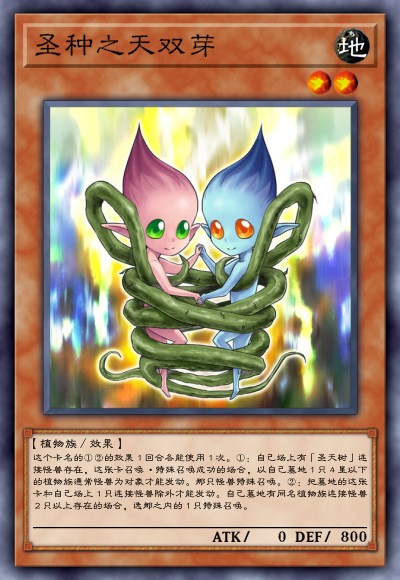 圣种之天双芽
地
【植物族／效果】
这个卡名的①②的效果1回合各能使用1次。①：自己场上有「圣天树」连
接怪兽存在，这张卡召唤·特殊召唤成功的场合，以自己墓地1只4星以下
的植物族通常怪兽为对象才能发动。那只怪兽特殊召唤。②：把墓地的这张
卡和自己场上1只连接怪兽除外才能发动。自己墓地有同名植物族连接怪兽
2只以上存在的场合，选那之内的1只特殊召唤。
ATK/ 0 DEF/ 800